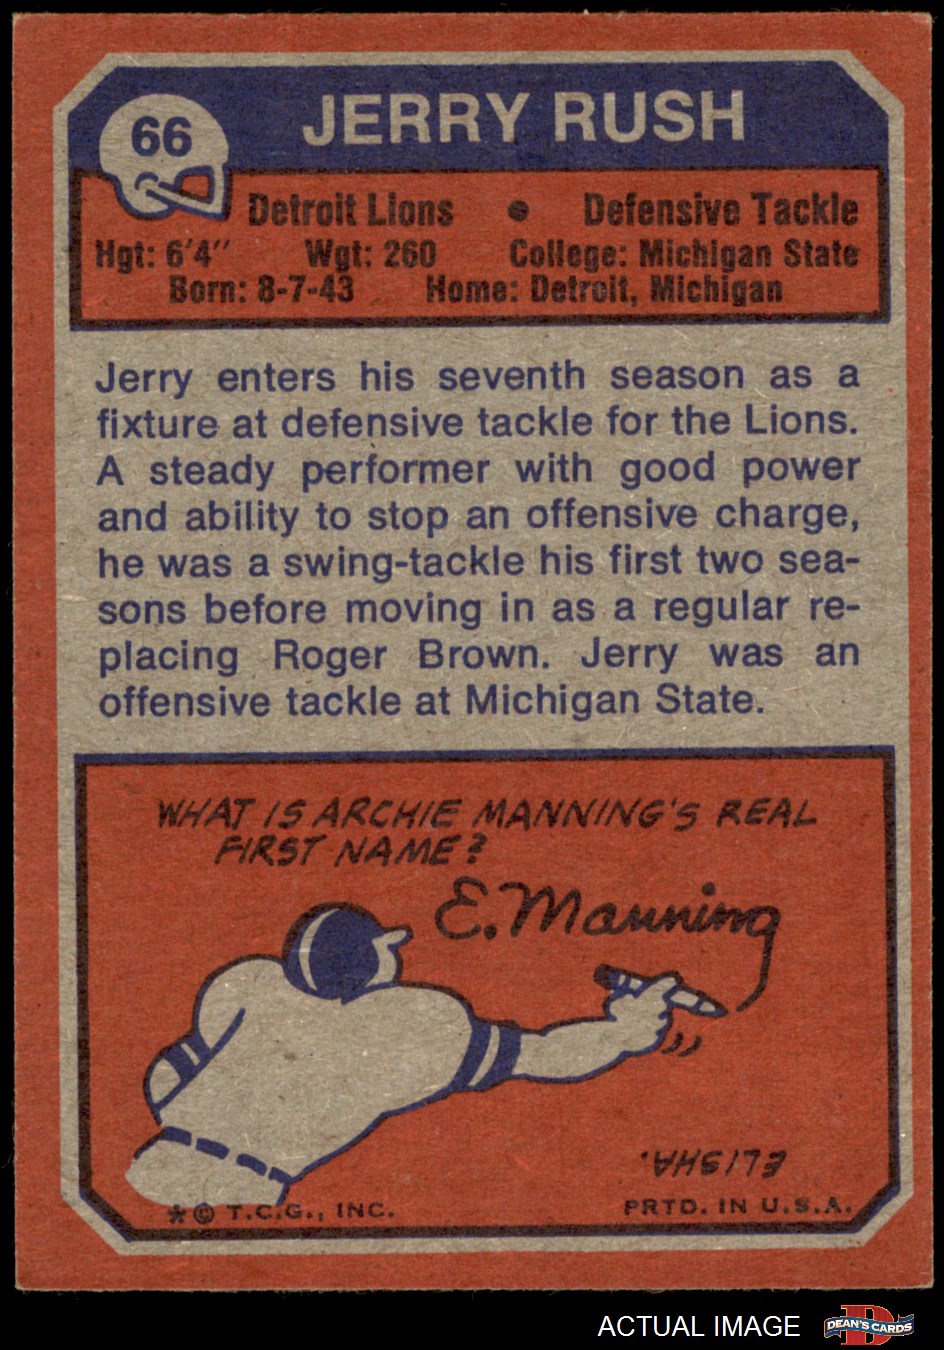 66
JERRY RUSH
Detroit Lions • Defensive Tackle
Hgt: 6'4" Wgt: 260 College: Michigan State
Born: 8-7-43 Home: Detroit, Michigan
Jerry enters his seventh season as a
fixture at defensive tackle for the Lions.
A steady performer with good power
and ability to stop an offensive charge,
he was a swing-tackle his first two sea-
sons before moving in as a regular re-
placing Roger Brown. Jerry was an
offensive tackle at Michigan State.
WHAT IS ARCHIE MANNING'S REAL
FIRST NAME?
E. Manning
ELISHA.
* © T.C.G., INC.
PRTD. IN U.S.A.
ACTUAL IMAGE
D
DEAN'S CARDS